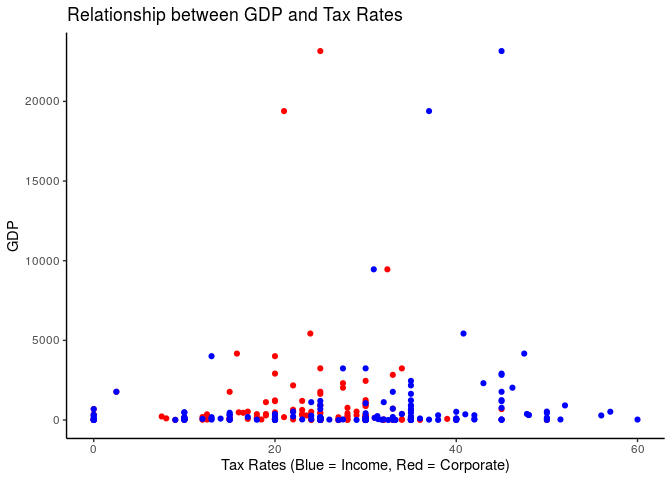 Relationship between GDP and Tax Rates
20000
15000
10000
5000
0
GDP
0 20 40 60
Tax Rates (Blue = Income, Red = Corporate)